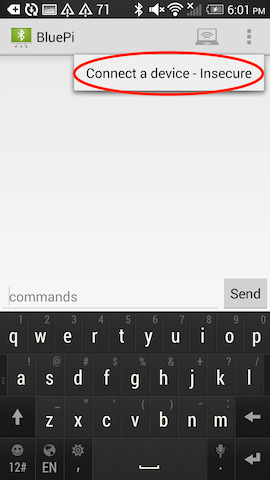 71 6:01 PM
BluePi
Connect a device - Insecure
commands Send
1 2 3 4 5 6 7 8 9 0
q w e r t y u i o p
! @ # $ % & * ? /
a s d f g h j k l
_ " ( ) - : ;
z x c v b n m
12# EN , .